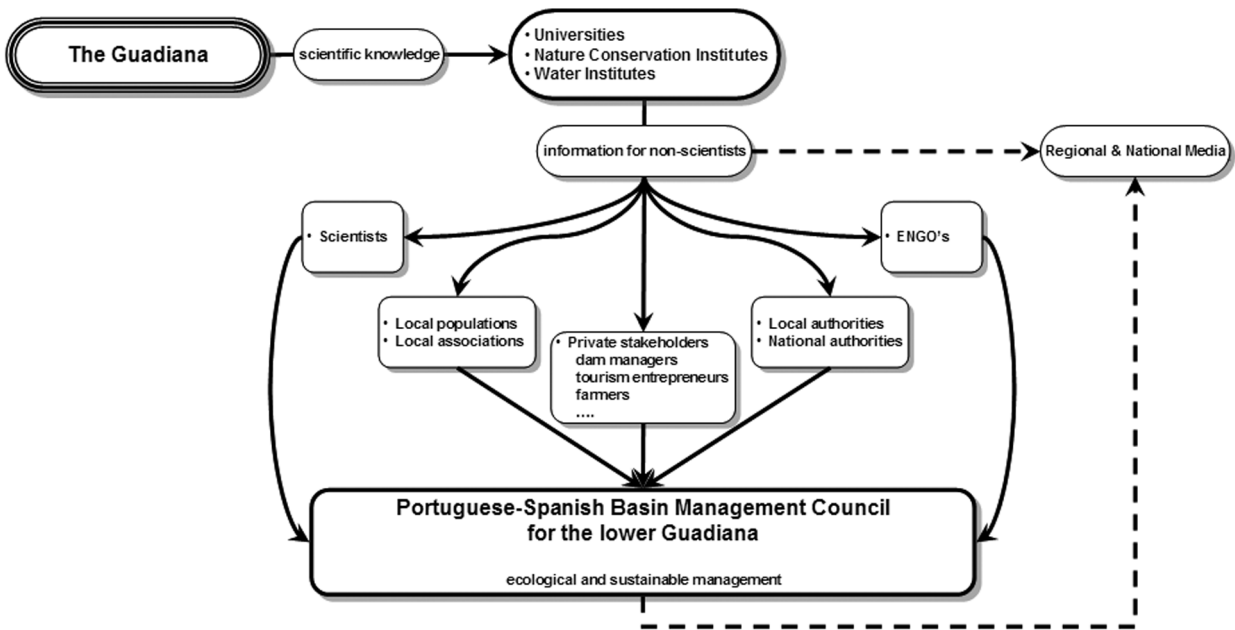 The Guadiana
scientific knowledge
• Universities
• Nature Conservation Institutes
• Water Institutes
information for non-scientists
Regional & National Media
• Scientists
• ENGO's
• Local populations
• Local associations
• Private stakeholders
dam managers
tourism entrepreneurs
farmers
....
• Local authorities
• National authorities
Portuguese-Spanish Basin Management Council
for the lower Guadiana
ecological and sustainable management